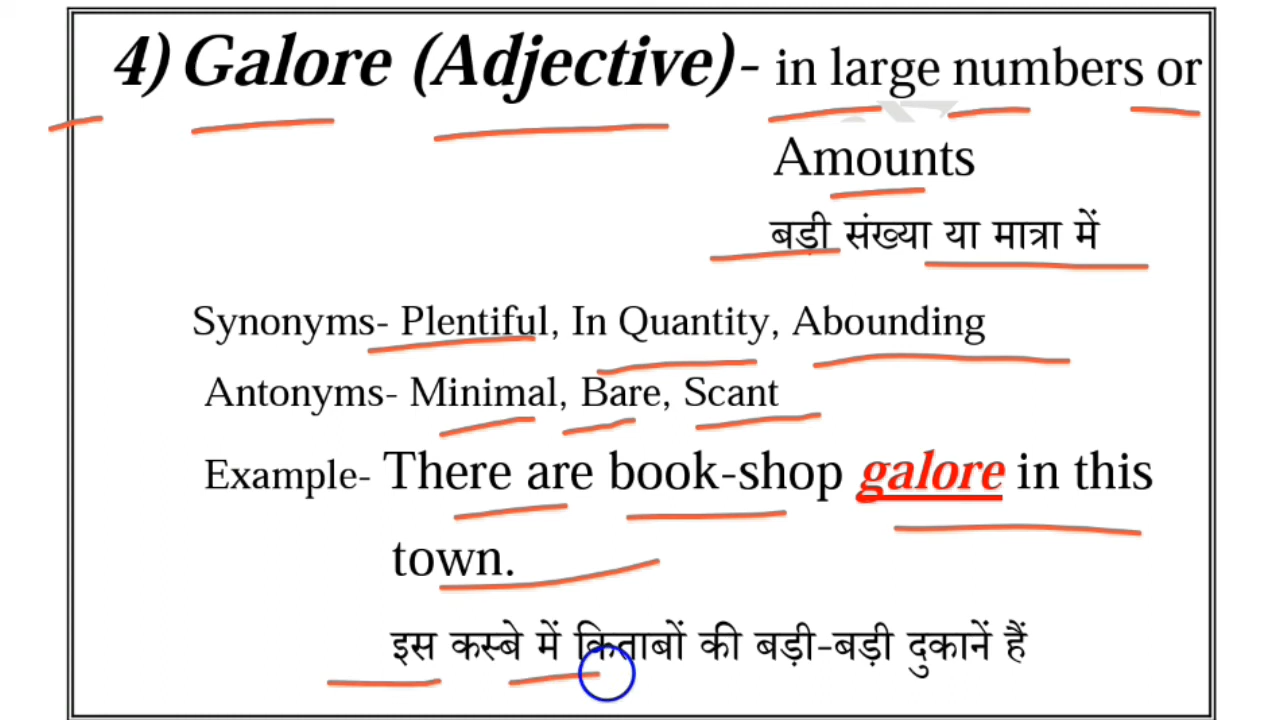 4) Galore (Adjective)- in large numbers or
Amounts
बड़ी संख्या या मात्रा में
Synonyms- Plentiful, In Quantity, Abounding
Antonyms- Minimal, Bare, Scant
Example- There are book-shop galore in this
town.
इस कस्बे में किताबों की बड़ी-बड़ी दुकानें हैं